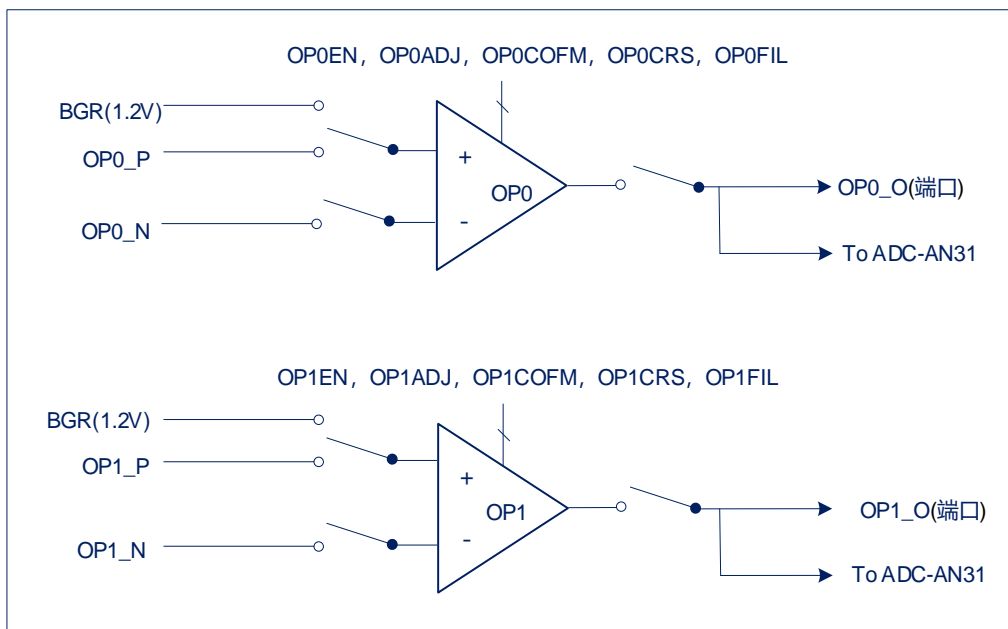 OP0EN, OP0ADJ, OP0COFM, OP0CRS, OP0FIL
BGR(1.2V)
OP0_P
OP0_N
+
OP0
-
OP0_O(端口)
To ADC-AN31
OP1EN, OP1ADJ, OP1COFM, OP1CRS, OP1FIL
BGR(1.2V)
OP1_P
OP1_N
+
OP1
-
OP1_O(端口)
To ADC-AN31